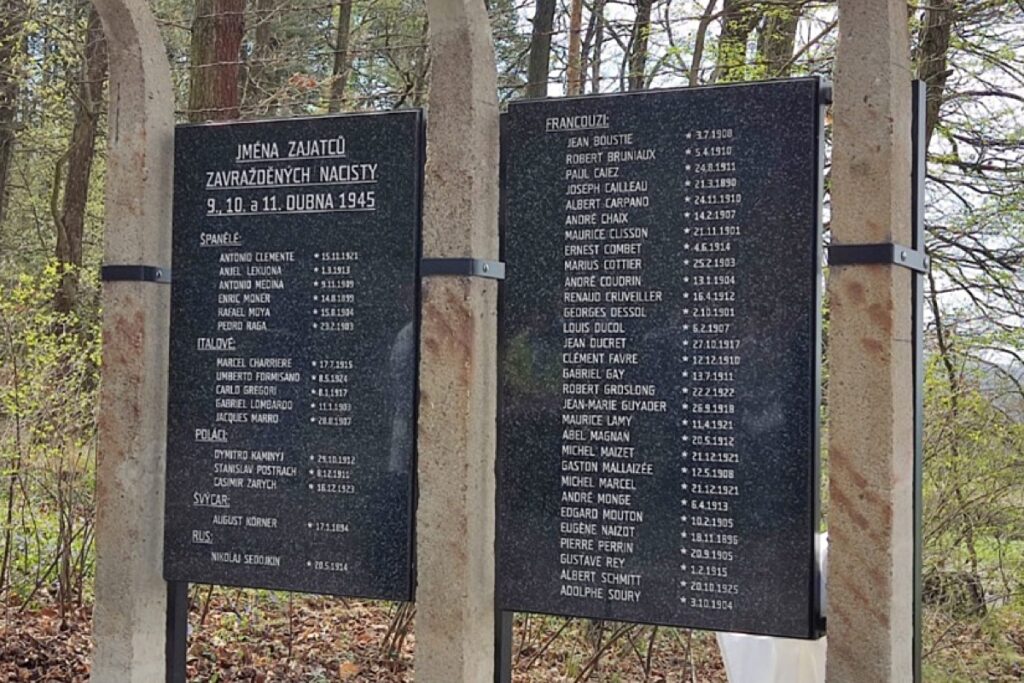 JMÉNA ZAJATCŮ
ZAVRAŽDĚNÝCH NACISTY
9., 10. a 11. DUBNA 1945
ŠPANĚLÉ:
ANTONIO CLEMENTE * 15.11.1921
ANJEL LEKUONA * 1.3.1913
ANTONIO MEDINA * 9.11.1909
ENRIC MONER * 14.8.1899
RAFAEL MOYA * 15.8.1904
PEDRO RAGA * 23.2.1903
ITALOVÉ:
MARCEL CHARRIERE * 17.7.1915
UMBERTO FORMISANO * 8.5.1924
CARLO GREGORI * 8.1.1917
GABRIEL LOMBARDO * 11.1.1903
JACQUES MARRO * 28.8.1907
POLÁCI:
DYMITRO KAMINYJ * 29.10.1912
STANISLAV POSTRACH * 8.12.1911
CASIMIR ZARYCH * 16.12.1923
ŠVÝCAR:
AUGUST KÖRNER * 17.1.1894
RUS:
NIKOLAJ SEDOJKIN * 20.5.1914
FRANCOUZI:
JEAN BOUSTIE * 3.7.1908
ROBERT BRUNIAUX * 5.4.1910
PAUL CAIEZ * 24.8.1911
JOSEPH CAILLEAU * 21.3.1890
ALBERT CARPANO * 24.11.1910
ANDRÉ CHAIX * 14.2.1907
MAURICE CLISSON * 21.11.1901
ERNEST COMBET * 4.6.1914
MARIUS COTTIER * 25.2.1903
ANDRÉ COUDRIN * 13.1.1904
RENAUD CRUVEILLER * 16.4.1912
GEORGES DESSOL * 2.10.1901
LOUIS DUCOL * 6.2.1907
JEAN DUCRET * 27.10.1917
CLÉMENT FAVRE * 12.12.1910
GABRIEL GAY * 13.7.1911
ROBERT GROSLONG * 22.2.1922
JEAN-MARIE GUYADER * 26.9.1918
MAURICE LAMY * 11.4.1921
ABEL MAGNAN * 20.5.1912
MICHEL MAIZET * 21.12.1921
GASTON MALLAIZÉE * 12.5.1908
MICHEL MARCEL * 21.12.1921
ANDRÉ MONGE * 6.4.1913
EDGARD MOUTON * 10.2.1905
EUGÈNE NAIZOT * 18.11.1896
PIERRE PERRIN * 20.9.1905
GUSTAVE REY * 1.2.1915
ALBERT SCHMITT * 20.10.1925
ADOLPHE SOURY * 3.10.1904